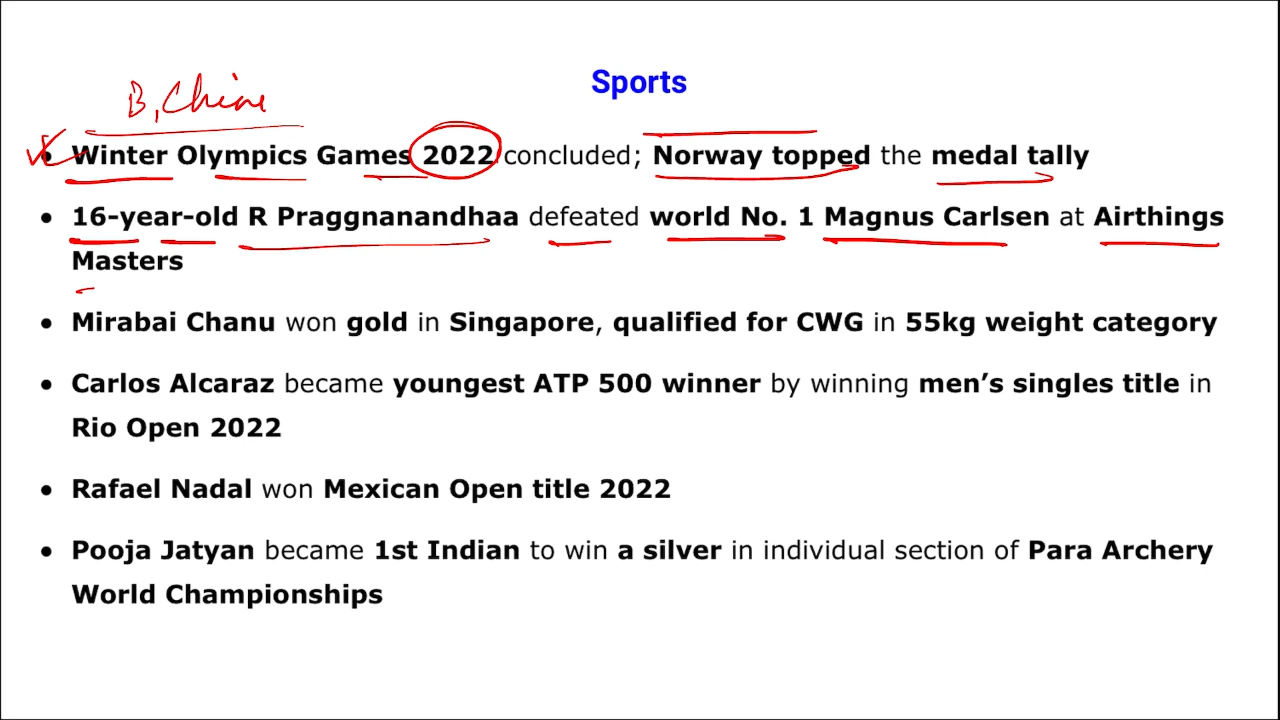 Sports
B, China
• Winter Olympics Games 2022 concluded; Norway topped the medal tally
• 16-year-old R Praggnanandhaa defeated world No. 1 Magnus Carlsen at Airthings
Masters
• Mirabai Chanu won gold in Singapore, qualified for CWG in 55kg weight category
• Carlos Alcaraz became youngest ATP 500 winner by winning men’s singles title in
Rio Open 2022
• Rafael Nadal won Mexican Open title 2022
• Pooja Jatyan became 1st Indian to win a silver in individual section of Para Archery
World Championships